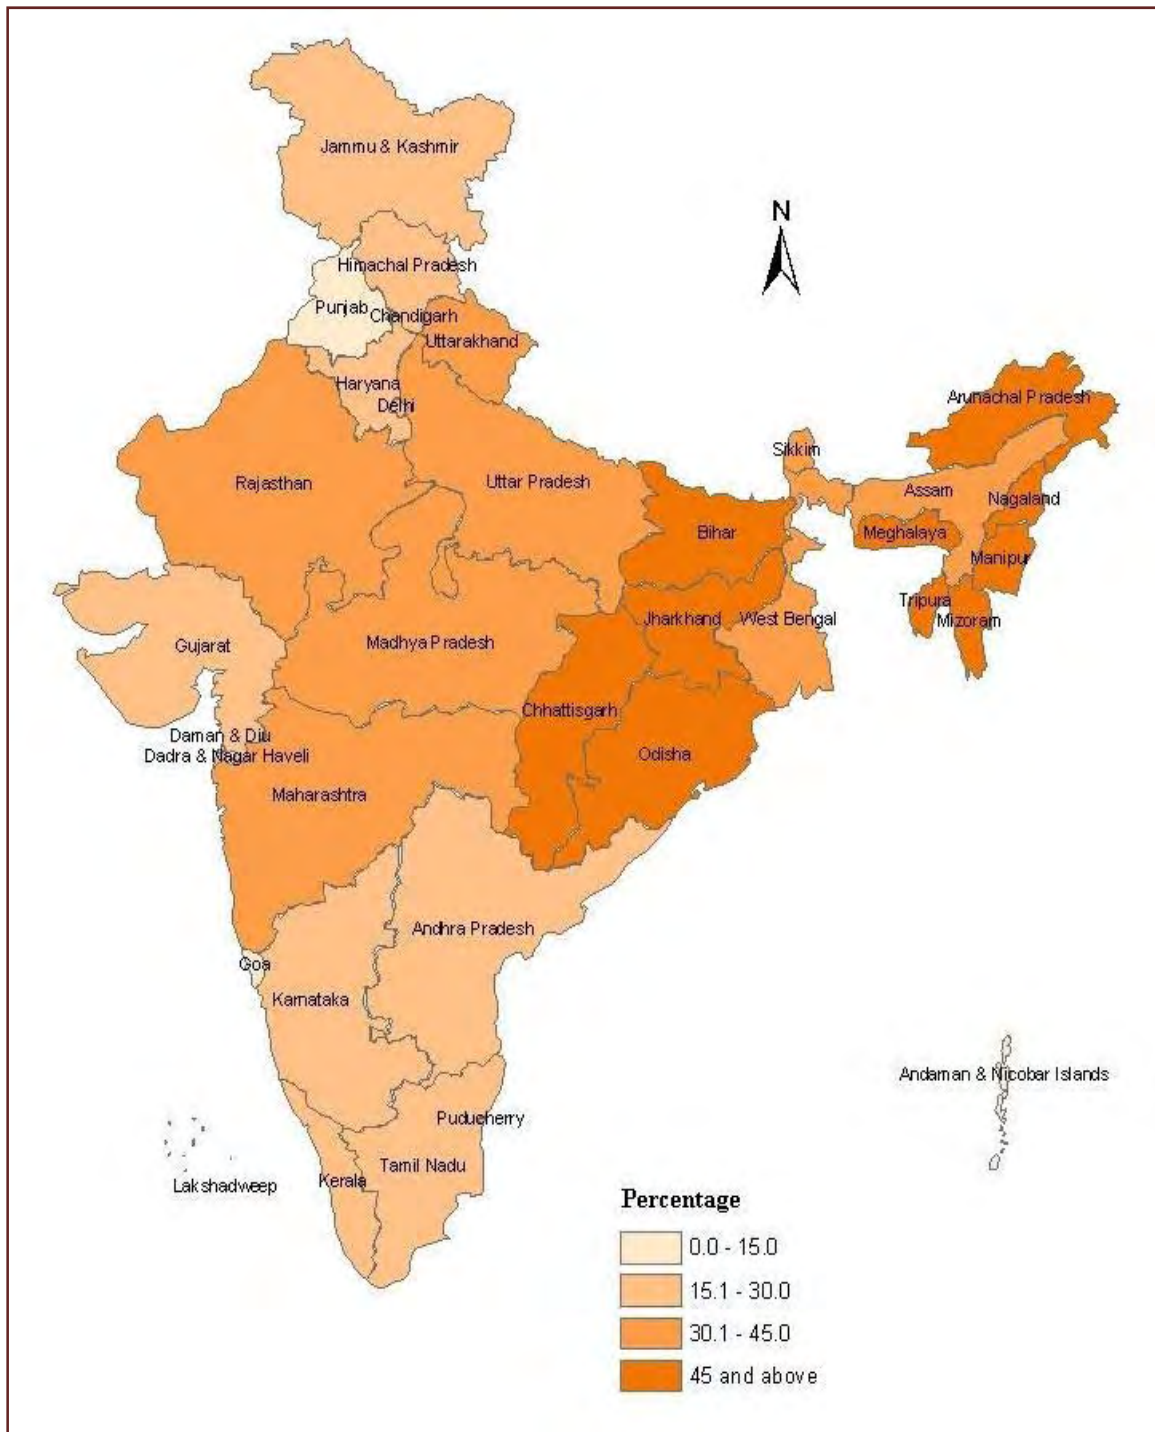 Jammu & Kashmir
N
Himachal Pradesh
Punjab
Chandigarh
Uttarakhand
Haryana
Delhi
Arunachal Pradesh
Sikkim
Rajasthan
Uttar Pradesh
Assam
Nagaland
Bihar
Meghalaya
Manipur
Tripura
Mizoram
Jharkhand
West Bengal
Gujarat
Madhya Pradesh
Chhattisgarh
Daman & Diu
Dadra & Nagar Haveli
Odisha
Maharashtra
Andhra Pradesh
Goa
Karnataka
Andaman & Nicobar Islands
Puducherry
Tamil Nadu
Kerala
Lakshadweep
Percentage
0.0 - 15.0
15.1 - 30.0
30.1 - 45.0
45 and above